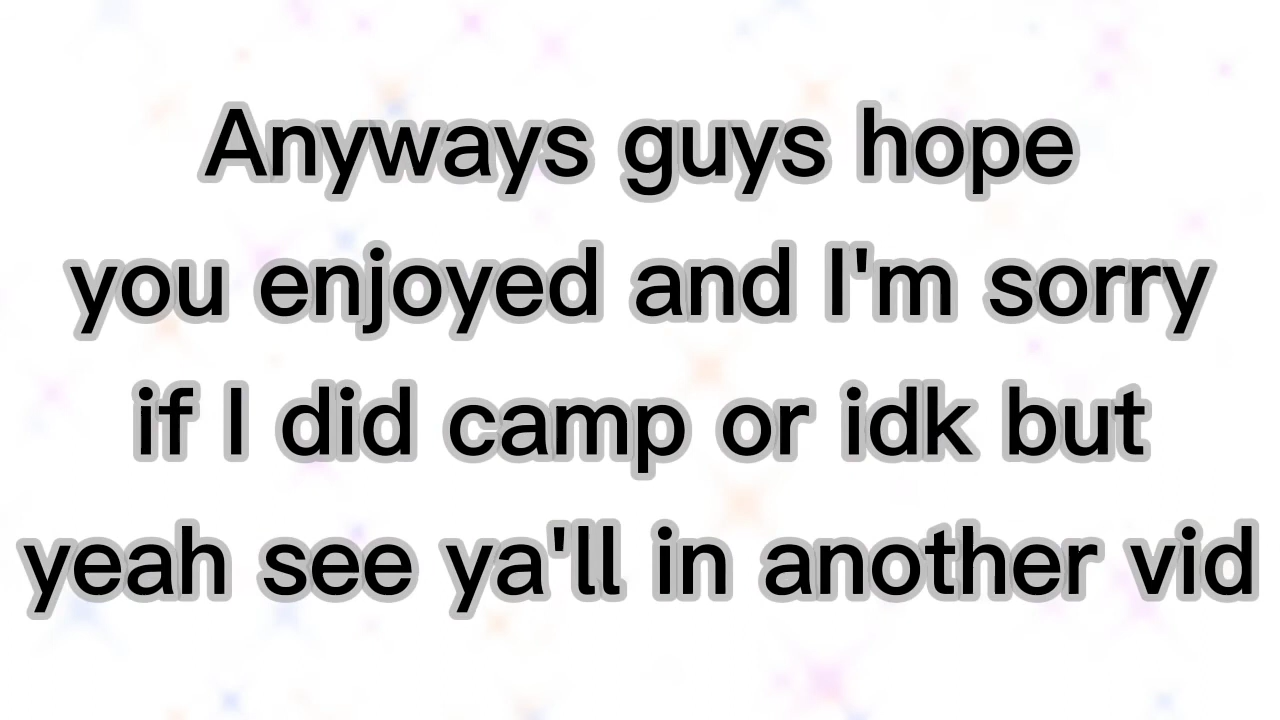 Anyways guys hope
you enjoyed and I'm sorry
if I did camp or idk but
yeah see ya'll in another vid